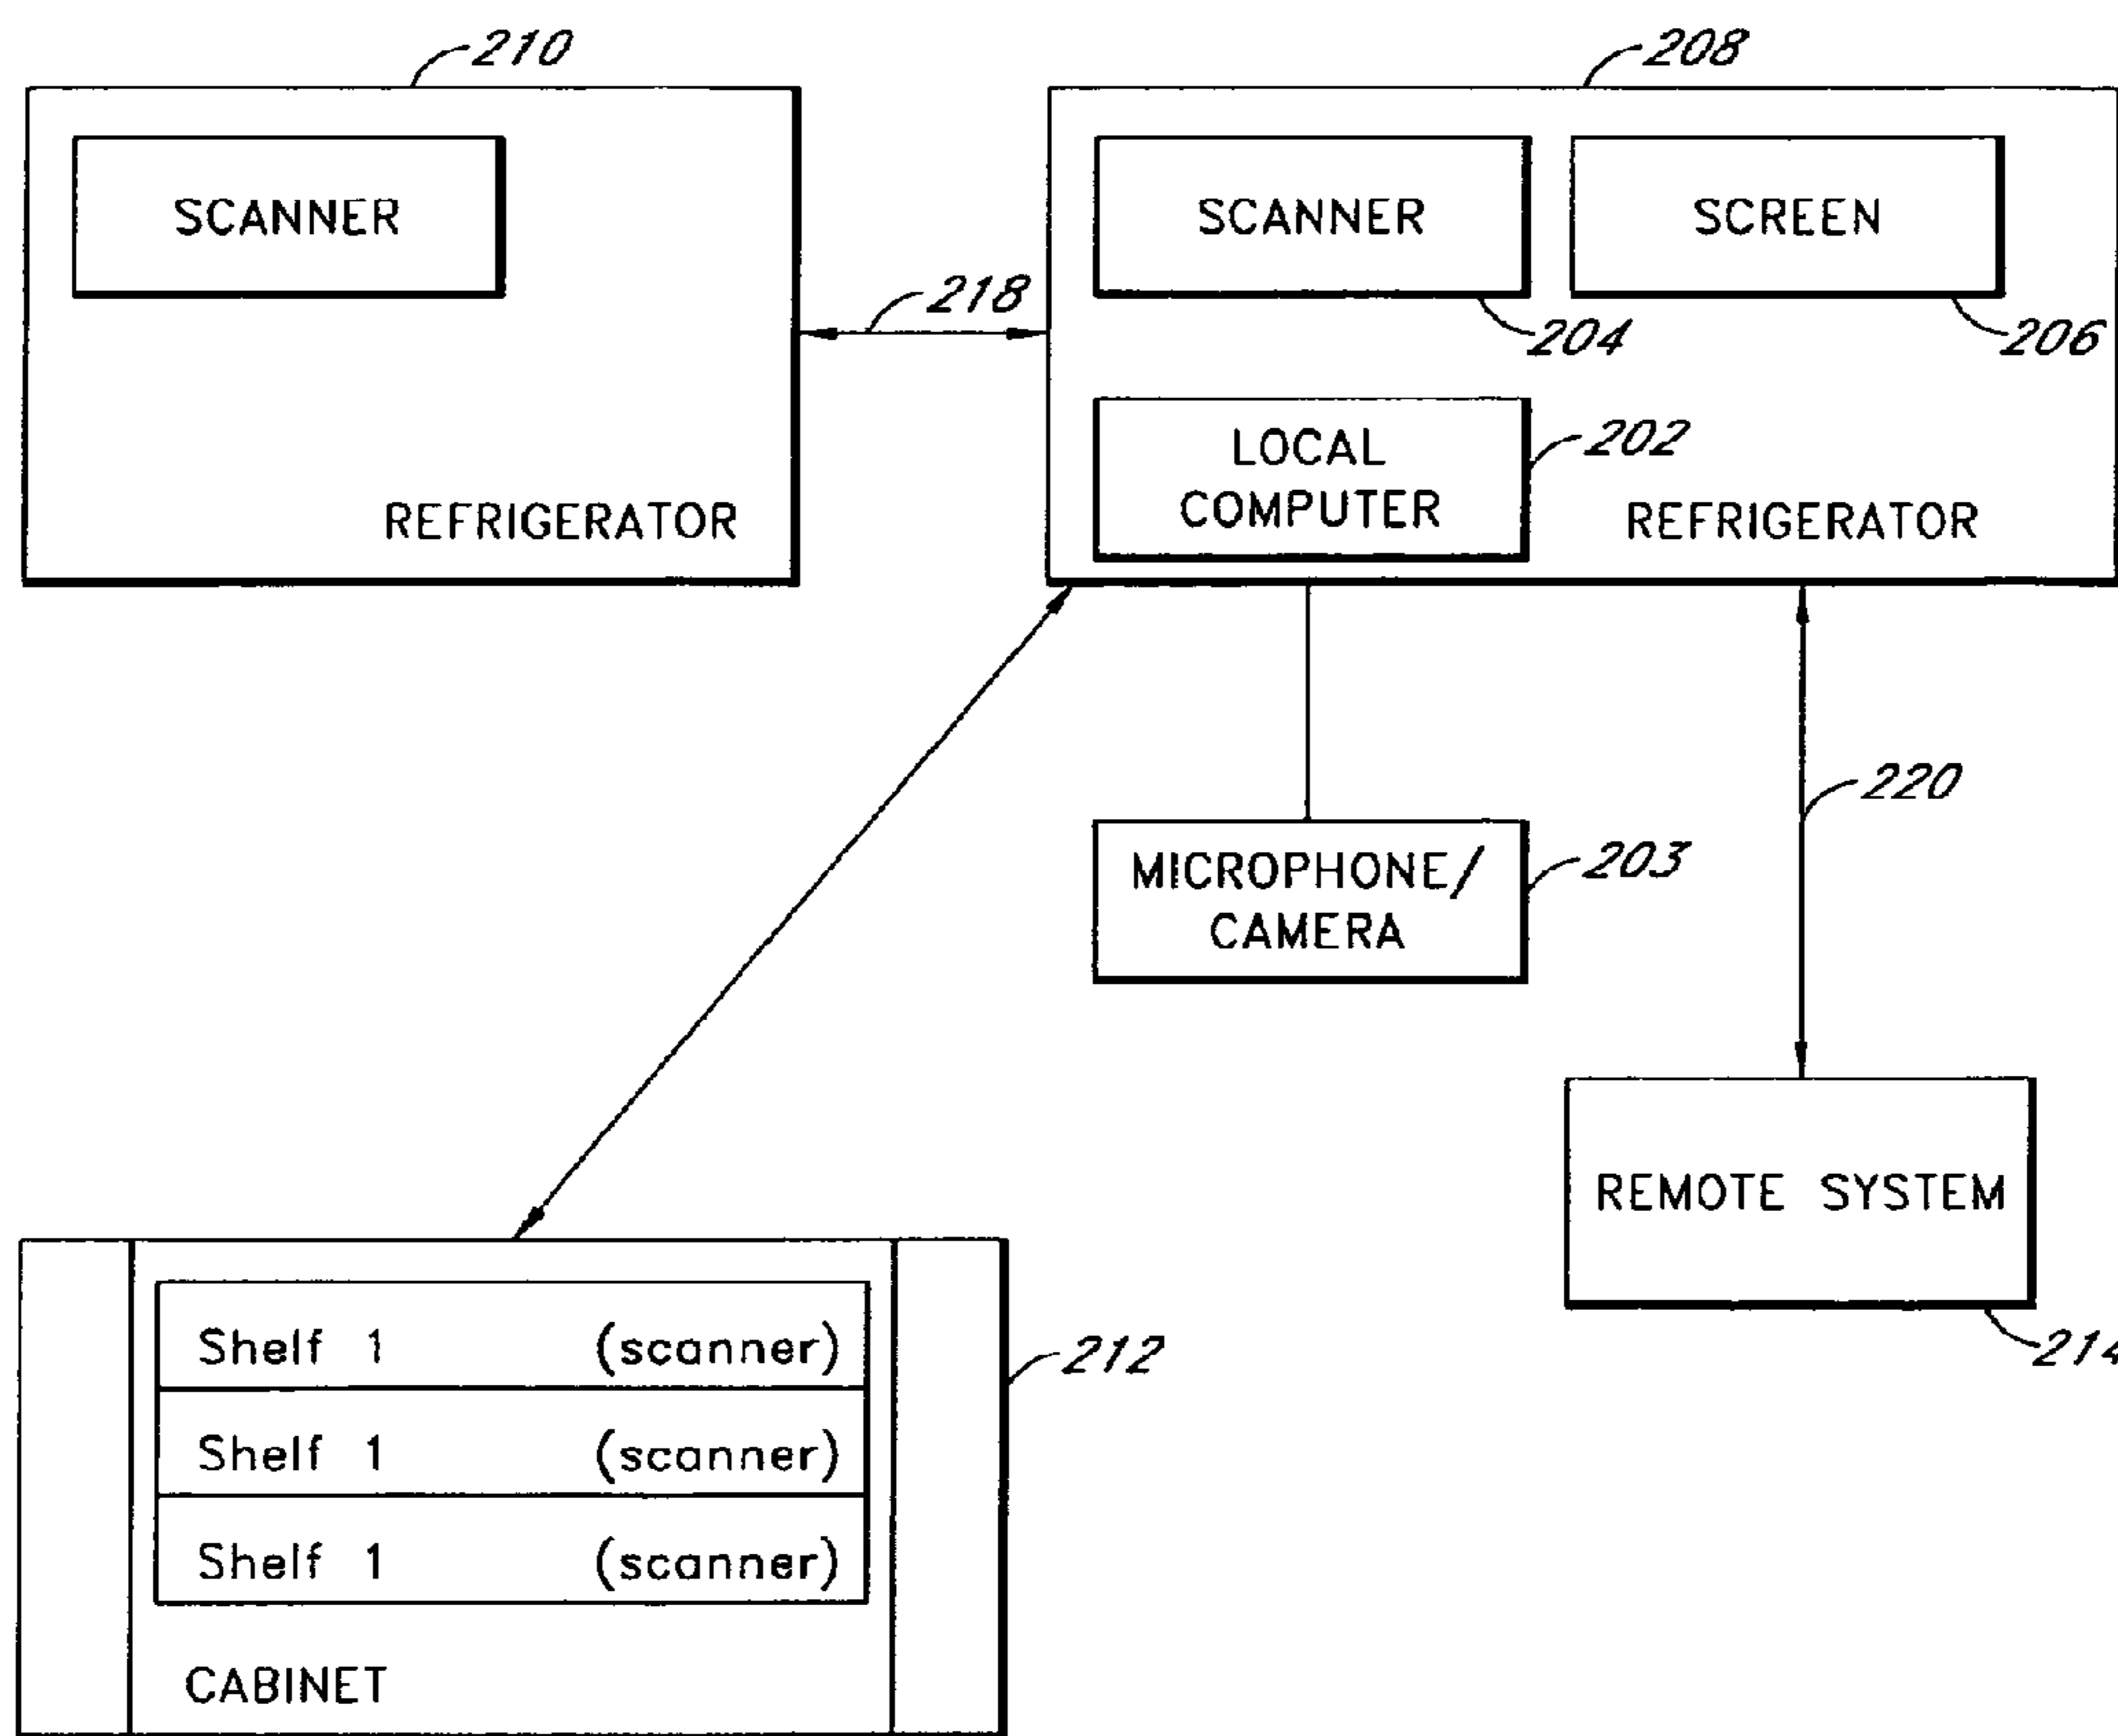 210
208
SCANNER
SCANNER
SCREEN
218
204
206
LOCAL
COMPUTER
202
REFRIGERATOR
REFRIGERATOR
220
MICROPHONE/
CAMERA
203
REMOTE SYSTEM
214
Shelf 1 (scanner)
212
Shelf 1 (scanner)
Shelf 1 (scanner)
CABINET